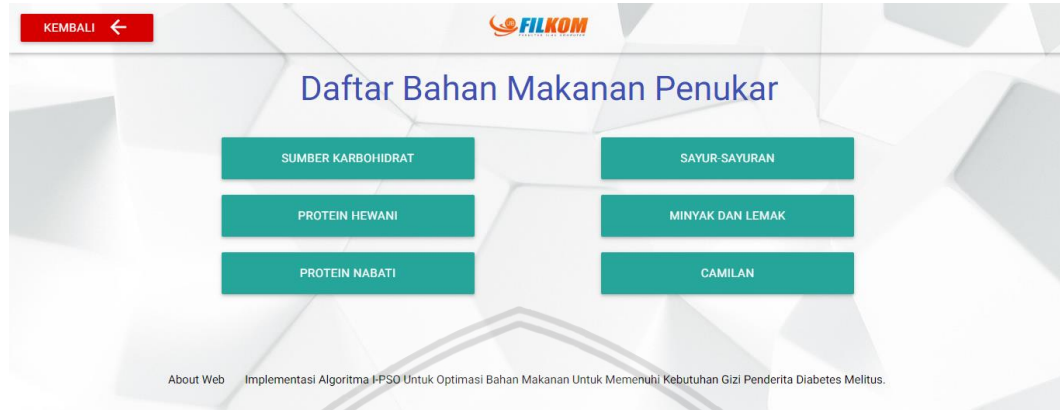 KEMBALI
FILKOM
Daftar Bahan Makanan Penukar
SUMBER KARBOHIDRAT
SAYUR-SAYURAN
PROTEIN HEWANI
MINYAK DAN LEMAK
PROTEIN NABATI
CAMILAN
About Web Implementasi Algoritma I-PSO Untuk Optimasi Bahan Makanan Untuk Memenuhi Kebutuhan Gizi Penderita Diabetes Melitus.